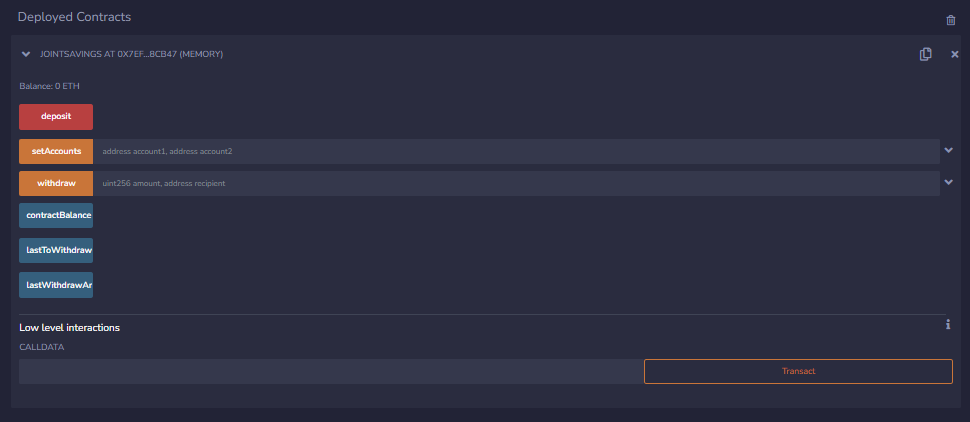 Deployed Contracts
JOINTSAVINGS AT 0X7EF...8CB47 (MEMORY)
Balance: 0 ETH
deposit
setAccounts address account1, address account2
withdraw uint256 amount, address recipient
contractBalance
lastToWithdraw
lastWithdrawAr
Low level interactions
CALLDATA
Transact